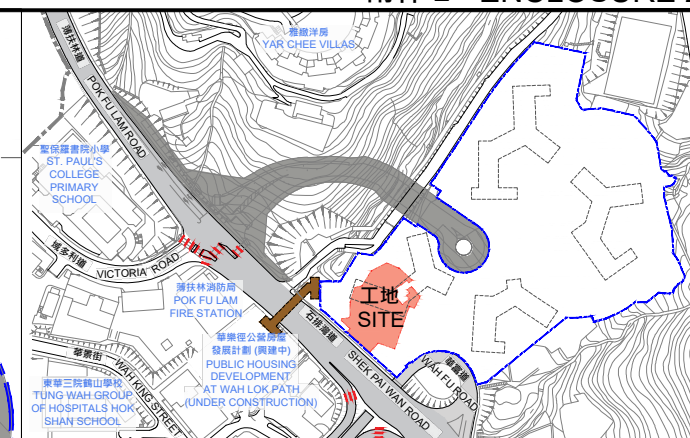 雅緻洋房
YAR CHEE VILLAS
薄扶林道
POK FU LAM ROAD
聖保羅書院小學
ST. PAUL'S
COLLEGE
PRIMARY
SCHOOL
域多利道
VICTORIA ROAD
薄扶林消防局
POK FU LAM
FIRE STATION
工地
SITE
石排灣道
SHEK PAI WAN ROAD
華樂徑公營房屋
發展計劃 (興建中)
PUBLIC HOUSING
DEVELOPMENT
AT WAH LOK PATH
(UNDER CONSTRUCTION)
華景街
WAH KING STREET
華富道
WAH FU ROAD
東華三院鶴山學校
TUNG WAH GROUP
OF HOSPITALS HOK
SHAN SCHOOL